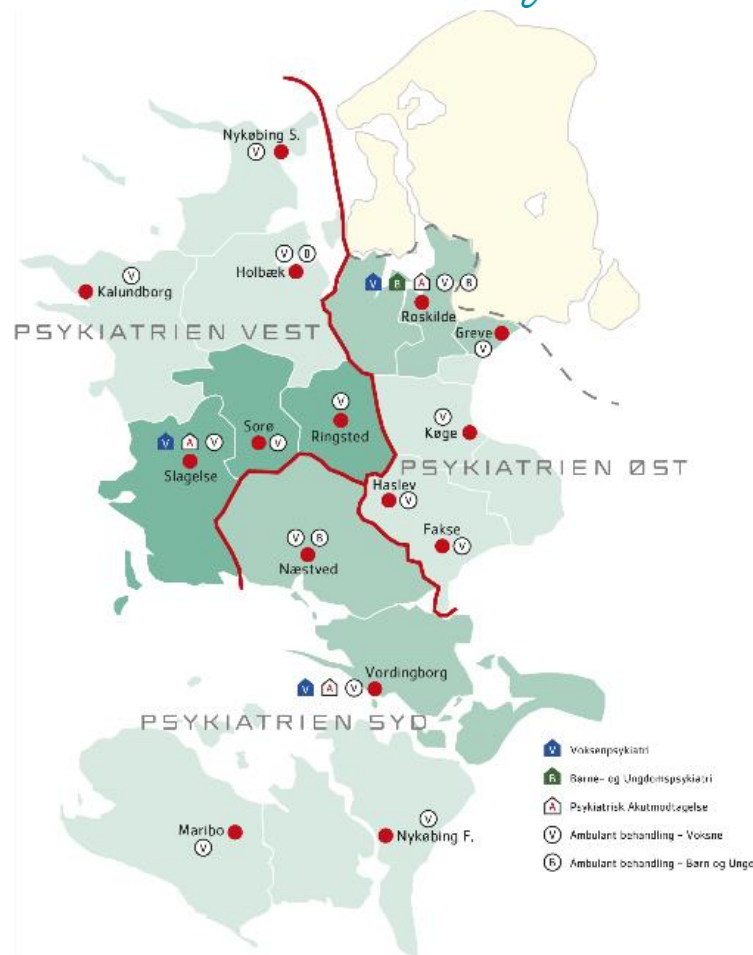 Nykøbing S.
V
V B
Holbæk
V
Kalundborg
V B A V B
Roskilde
Greve
V
PSYKIATRIEN VEST
V
Ringsted
V
Køge
Sorø
V
V A V
Slagelse
PSYKIATRIEN ØST
Haslev
V
Fakse
V
V B
Næstved
Vordingborg
V A V
PSYKIATRIEN SYD
V Voksenpsykiatri
B Børne- og Ungdomspsykiatri
A Psykiatrisk Akutmodtagelse
V Ambulant behandling - Voksne
B Ambulant behandling - Børn og Ungd
Maribo
V
V
Nykøbing F.